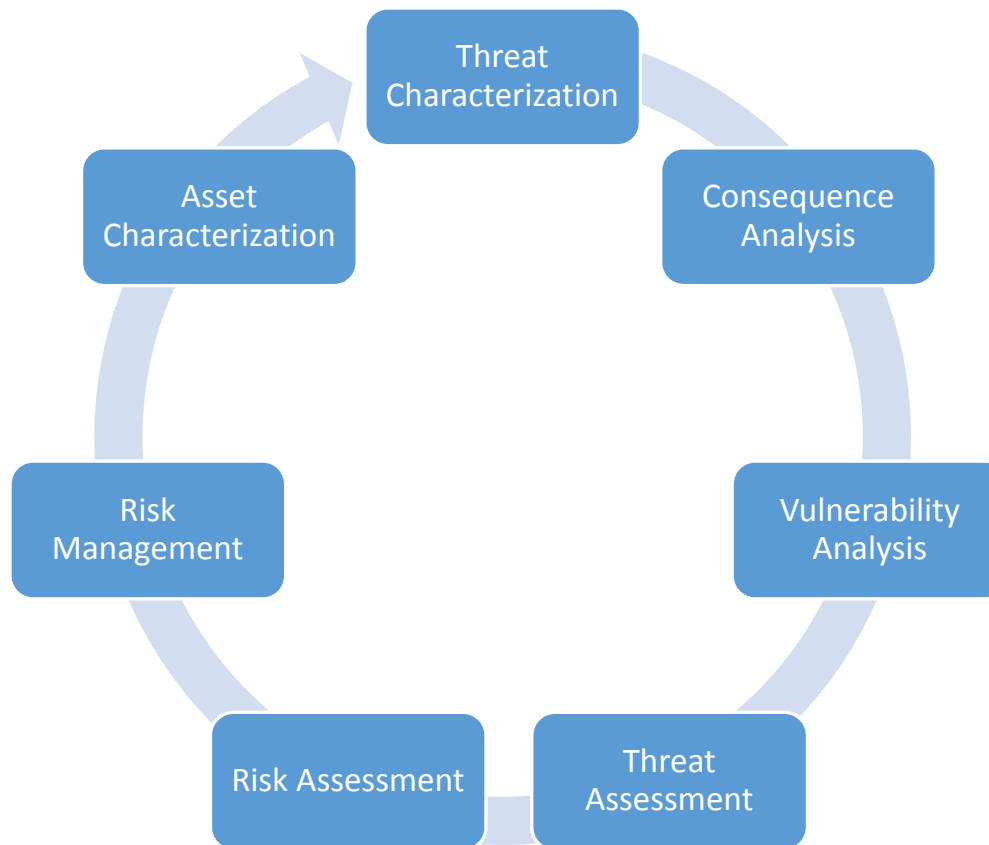 Threat
Characterization
Consequence
Analysis
Vulnerability
Analysis
Threat
Assessment
Risk Assessment
Risk
Management
Asset
Characterization